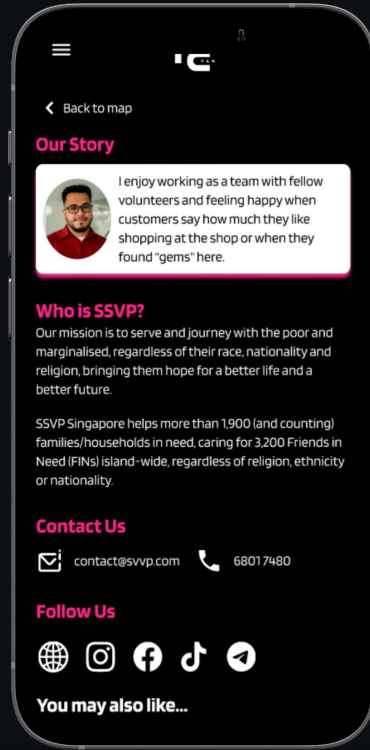 Back to map
Our Story
I enjoy working as a team with fellow
volunteers and feeling happy when
customers say how much they like
shopping at the shop or when they
found "gems" here.
Who is SSVP?
Our mission is to serve and journey with the poor and
marginalised, regardless of their race, nationality and
religion, bringing them hope for a better life and a
better future.
SSVP Singapore helps more than 1,900 (and counting)
families/households in need, caring for 3,200 Friends in
Need (FINs) island-wide, regardless of religion, ethnicity
or nationality.
Contact Us
contact@svvp.com
6801 7480
Follow Us
You may also like...